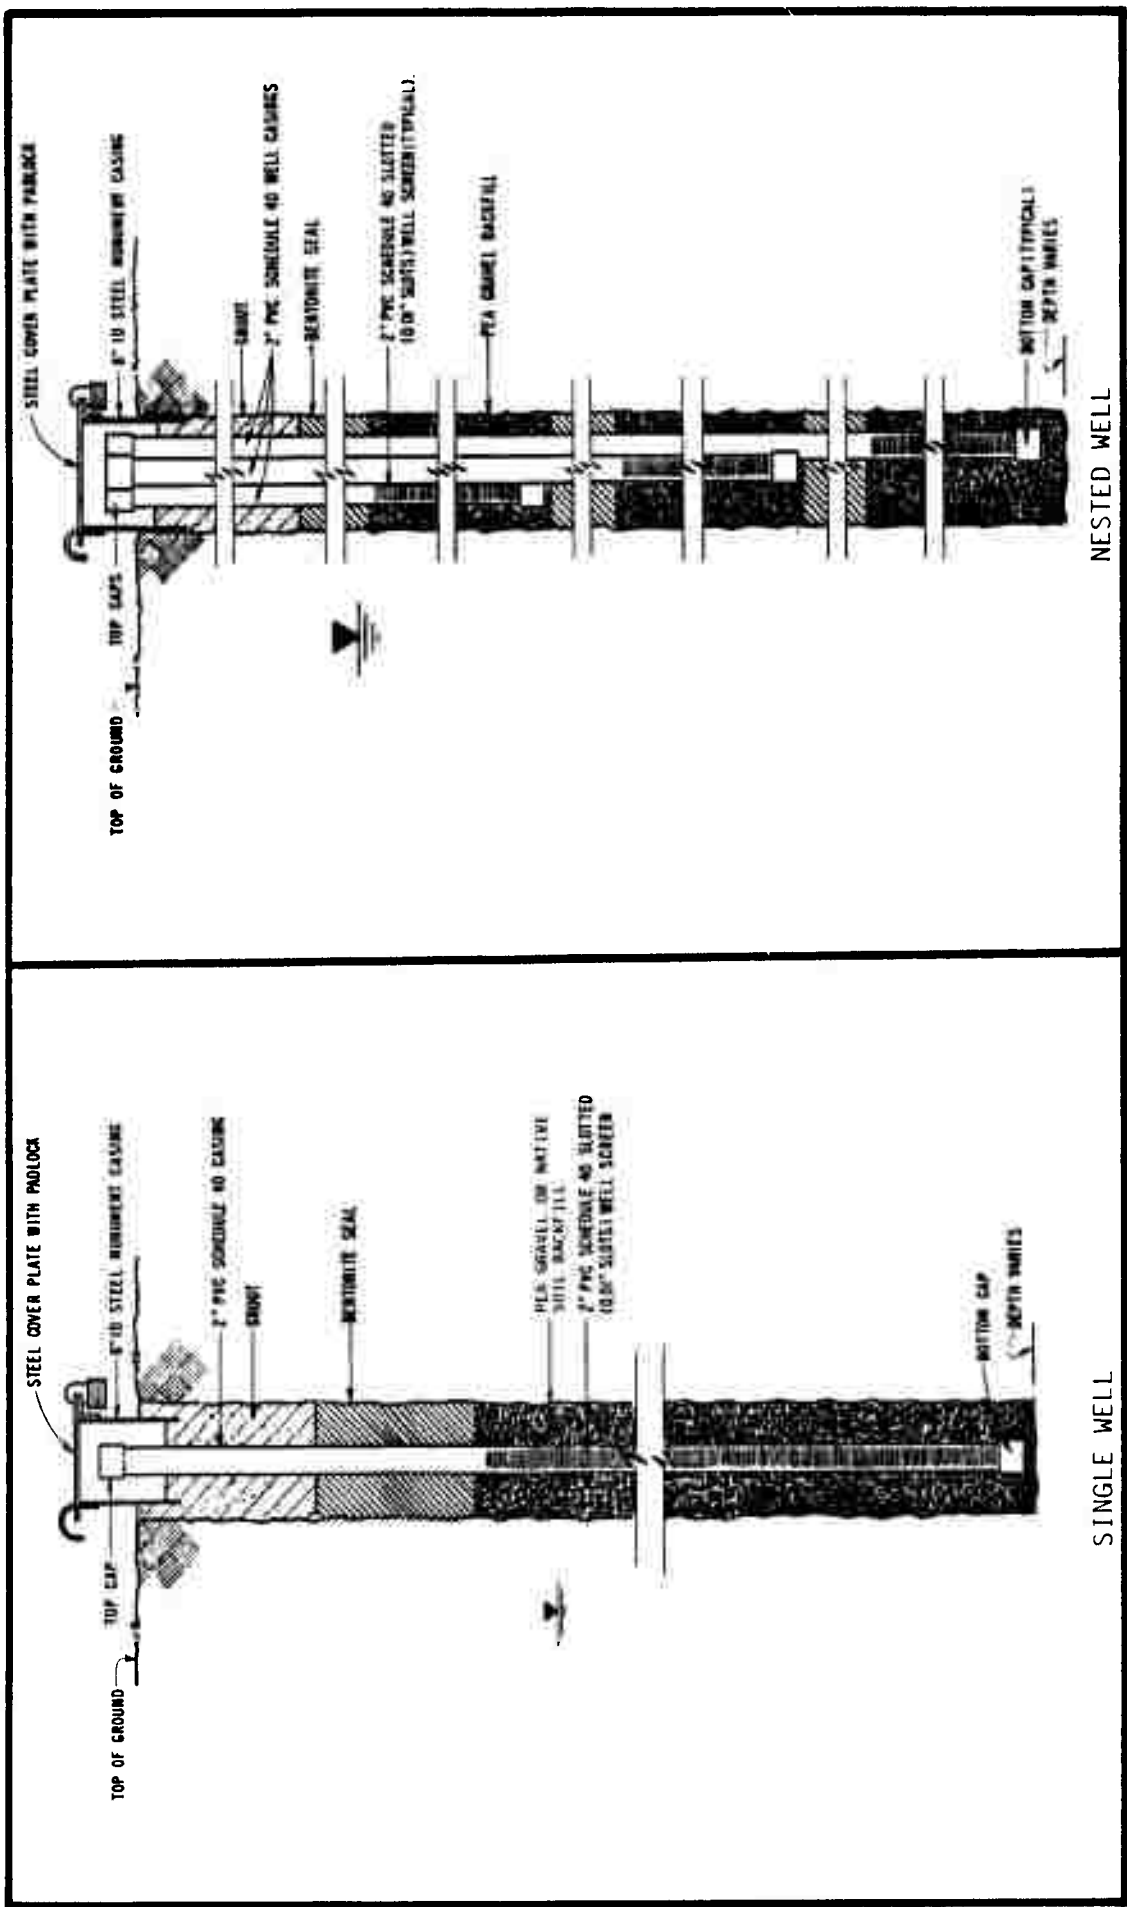 STEEL COVER PLATE WITH PADLOCK
6" ID STEEL MONUMENT CASING
2" PVC SCHEDULE 40 CASING
GROUT
BENTONITE SEAL
PEA GRAVEL OR NATIVE
SOIL BACKFILL
2" PVC SCHEDULE 40 SLOTTED
(0.01" SLOTS) WELL SCREEN
BOTTOM CAP
DEPTH VARIES
TOP CAP
TOP OF GROUND
SINGLE WELL
STEEL COVER PLATE WITH PADLOCK
8" ID STEEL MONUMENT CASING
GROUT
2" PVC SCHEDULE 40 WELL CASINGS
BENTONITE SEAL
2" PVC SCHEDULE 40 SLOTTED
(0.01" SLOTS) WELL SCREEN (TYPICAL).
PEA GRAVEL BACKFILL
BOTTOM CAP (TYPICAL)
DEPTH VARIES
TOP CAPS
TOP OF GROUND
NESTED WELL